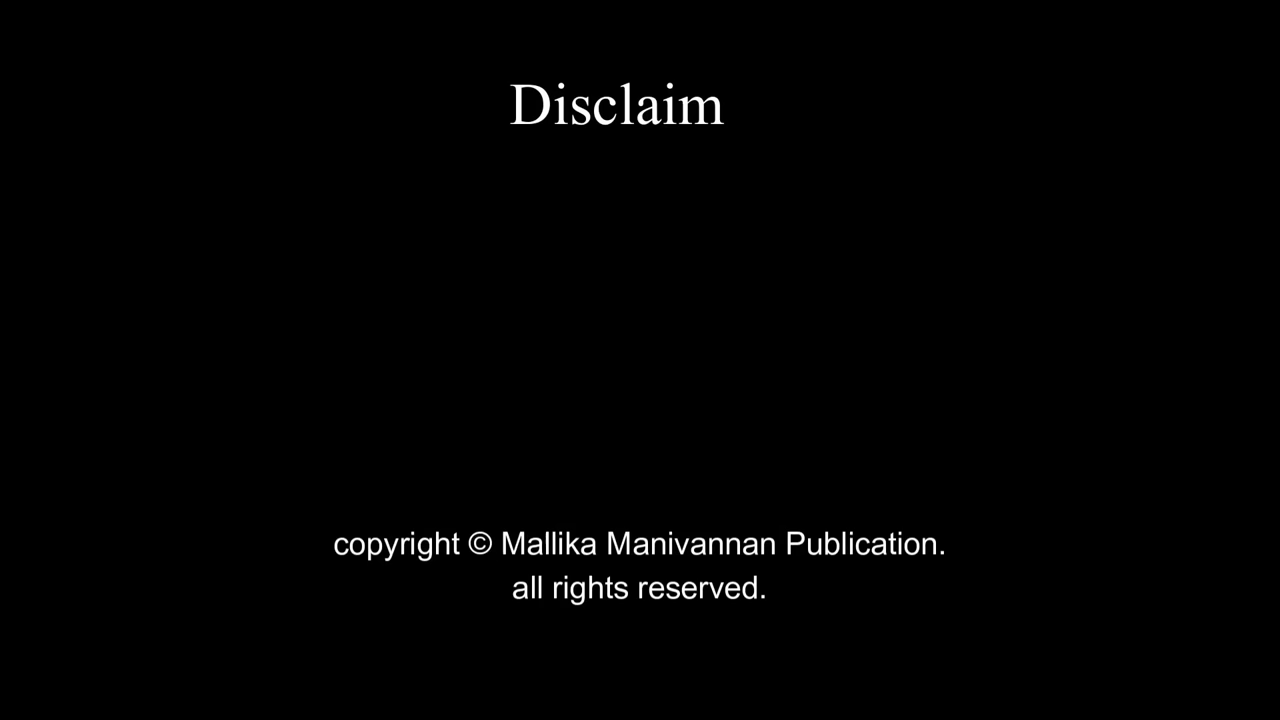 Disclaim
copyright © Mallika Manivannan Publication.
all rights reserved.